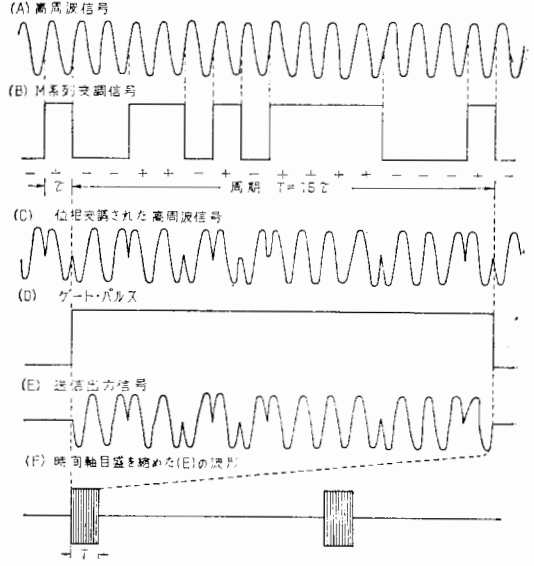 (A) 高周波信号
(B) M系列変調信号
− + − − + + − + − + + + + − − − + −
τ 周期 T=15τ
(C) 位相変調された高周波信号
(D) ゲート・パルス
(E) 送信出力信号
(F) 時間軸目盛を縮めた(E)の波形
T